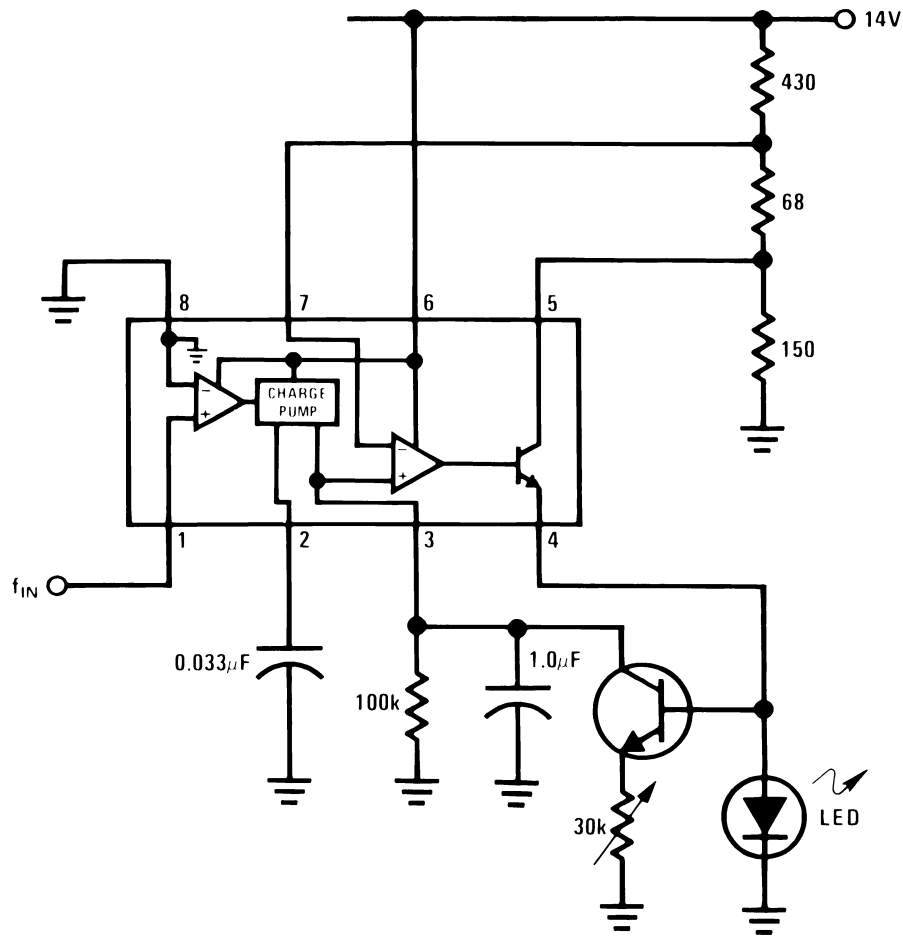 14V
430
68
8
7
6
5
150
−
+
CHARGE
PUMP
−
+
1
2
3
4
fIN
0.033μF
1.0μF
100k
30k
LED